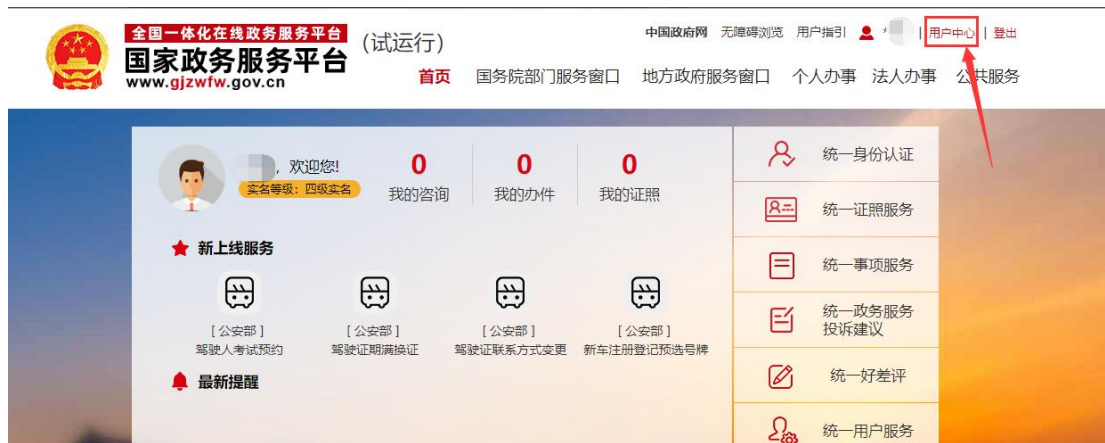 全国一体化在线政务服务平台
国家政务服务平台
www.gjzwfw.gov.cn
(试运行)
中国政府网 无障碍浏览 用户指引 | 用户中心 | 登出
首页 国务院部门服务窗口 地方政府服务窗口 个人办事 法人办事 公共服务
, 欢迎您!
实名等级：四级实名
0 0 0
我的咨询 我的办件 我的证照
新上线服务
[ 公安部 ] [ 公安部 ] [ 公安部 ] [ 公安部 ]
驾驶人考试预约 驾驶证期满换证 驾驶证联系方式变更 新车注册登记预选号牌
最新提醒
统一身份认证
统一证照服务
统一事项服务
统一政务服务
投诉建议
统一好差评
统一用户服务